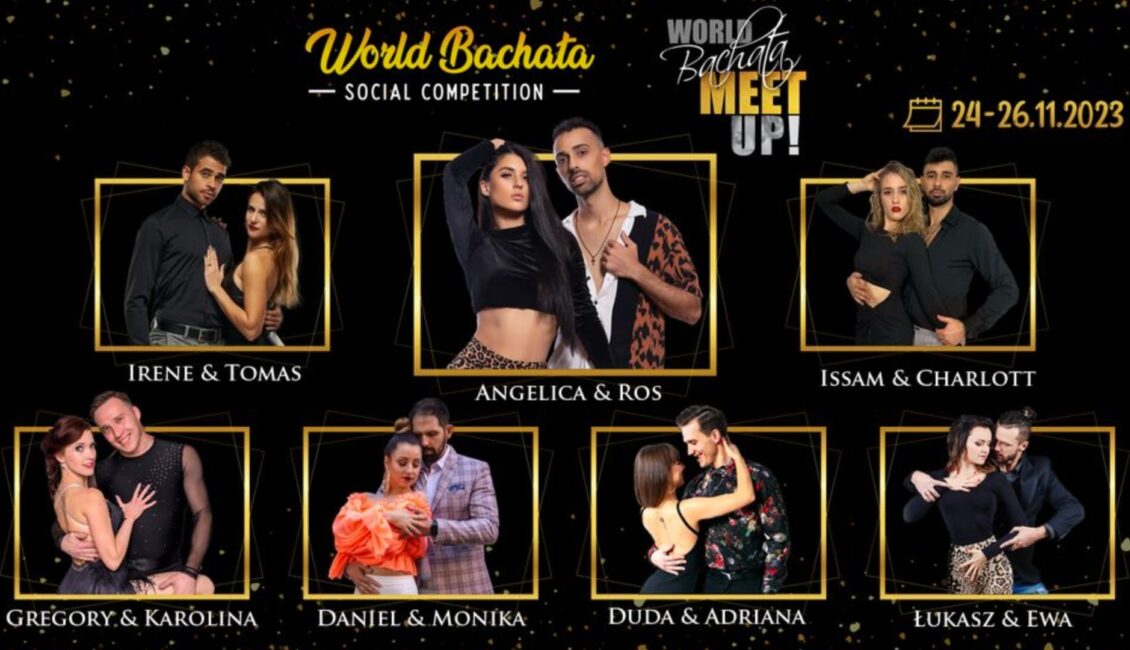 World Bachata
SOCIAL COMPETITION
WORLD
Bachata
MEET
UP!
24-26.11.2023
IRENE & TOMAS
ANGELICA & ROS
ISSAM & CHARLOTT
GREGORY & KAROLINA
DANIEL & MONIKA
DUDA & ADRIANA
ŁUKASZ & EWA